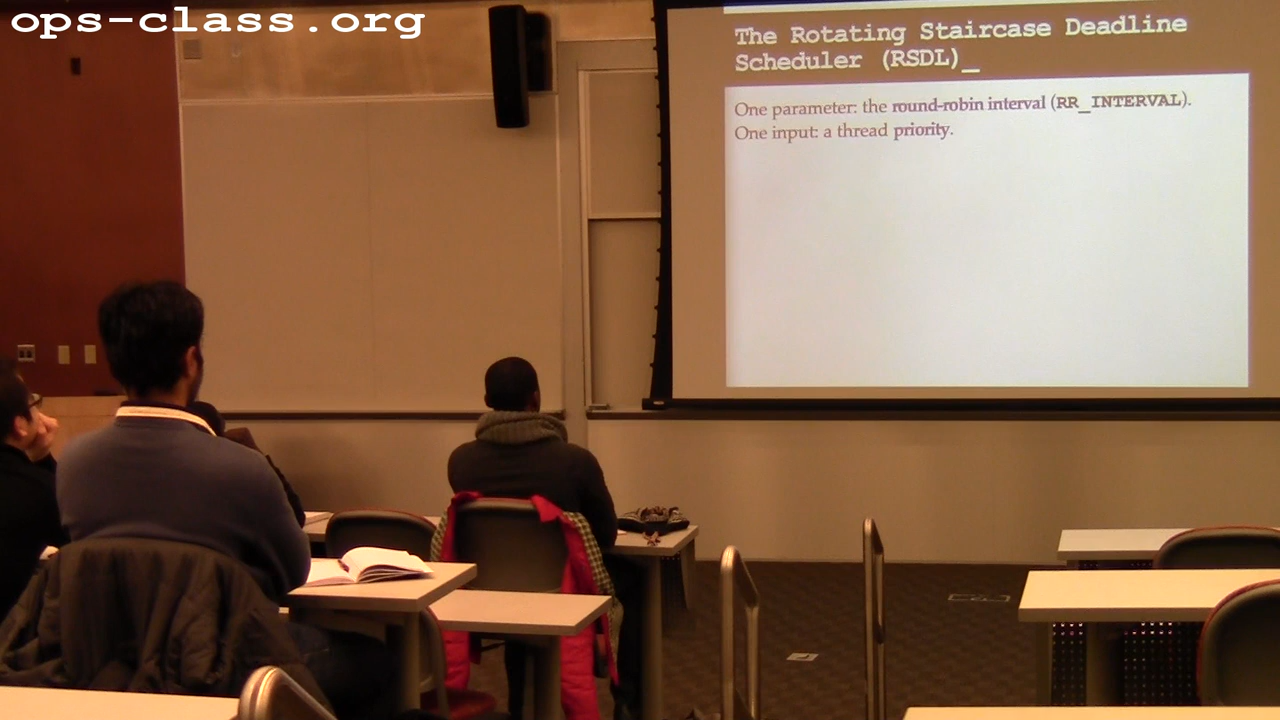 ops-class.org
The Rotating Staircase Deadline
Scheduler (RSDL)_
One parameter: the round-robin interval (RR_INTERVAL).
One input: a thread priority.